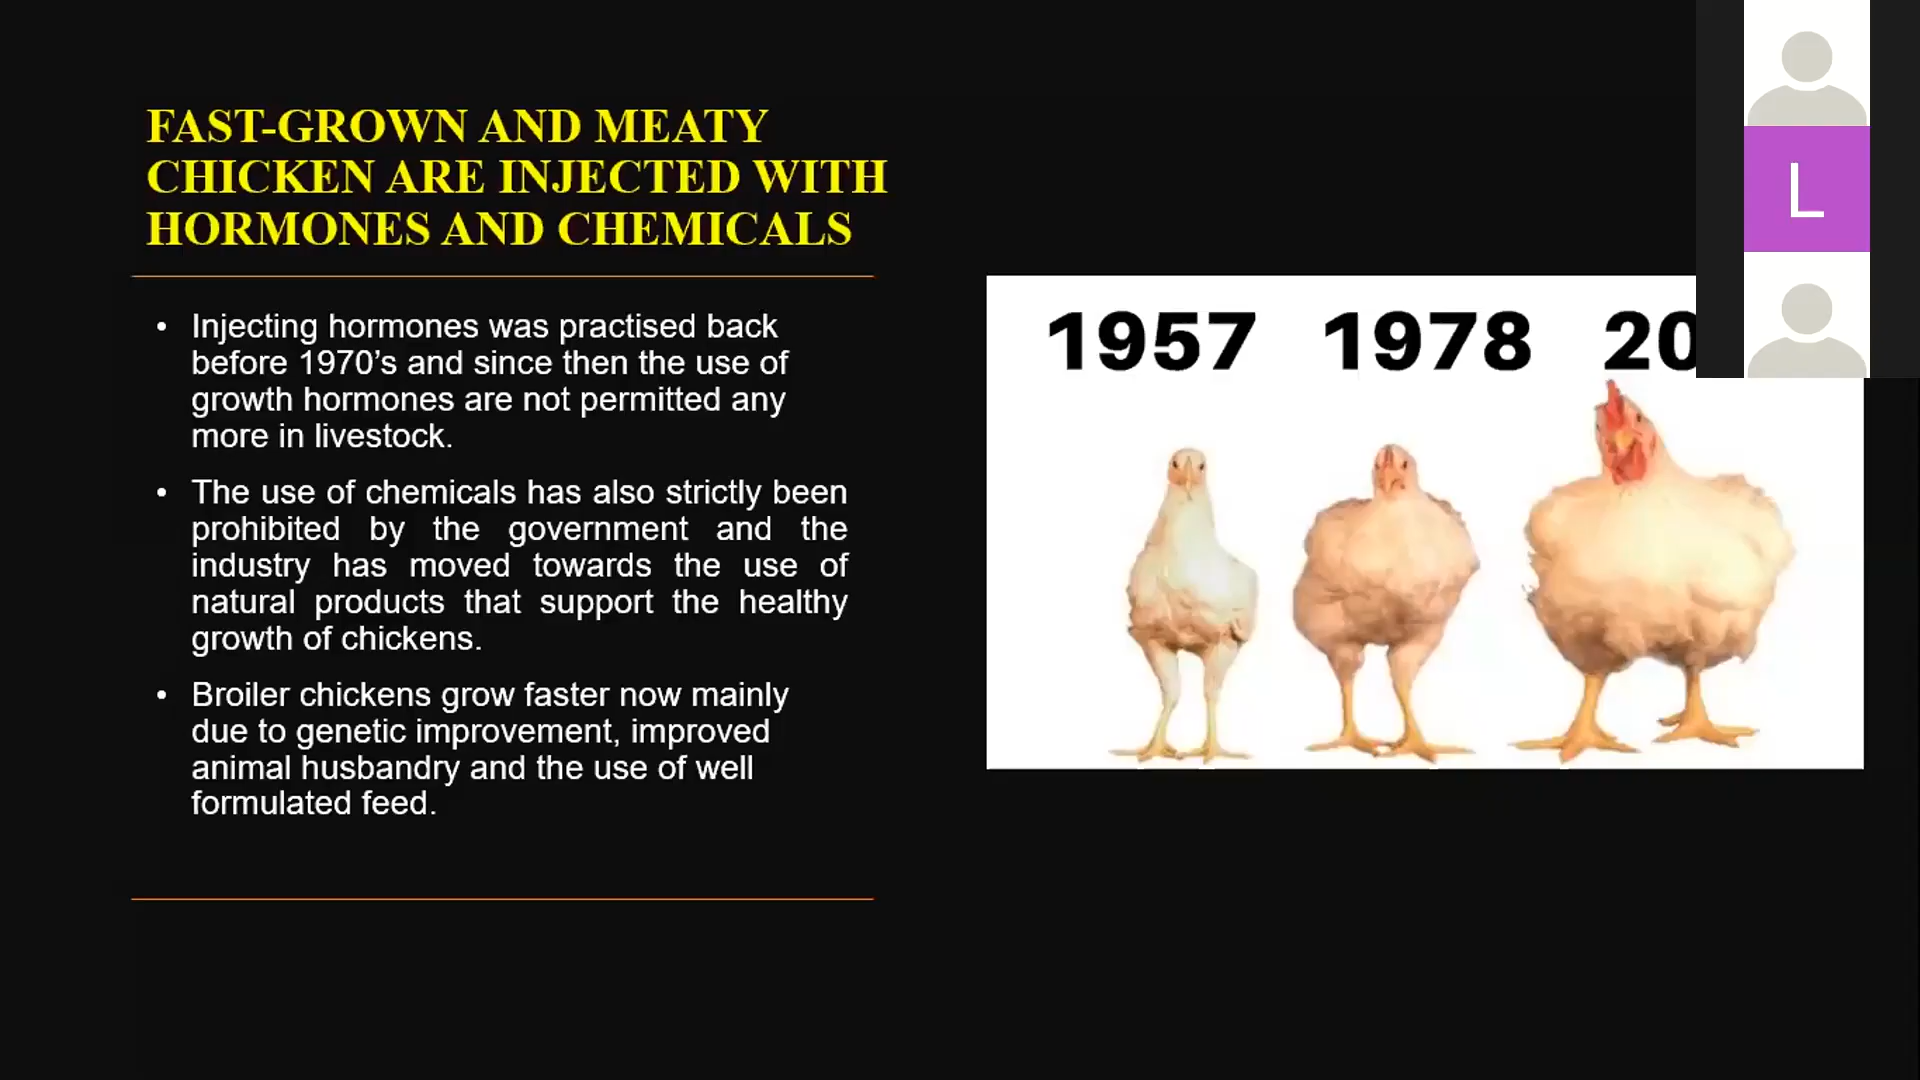 FAST-GROWN AND MEATY
CHICKEN ARE INJECTED WITH
HORMONES AND CHEMICALS
• Injecting hormones was practised back
before 1970’s and since then the use of
growth hormones are not permitted any
more in livestock.
• The use of chemicals has also strictly been
prohibited by the government and the
industry has moved towards the use of
natural products that support the healthy
growth of chickens.
• Broiler chickens grow faster now mainly
due to genetic improvement, improved
animal husbandry and the use of well
formulated feed.
1957 1978
L